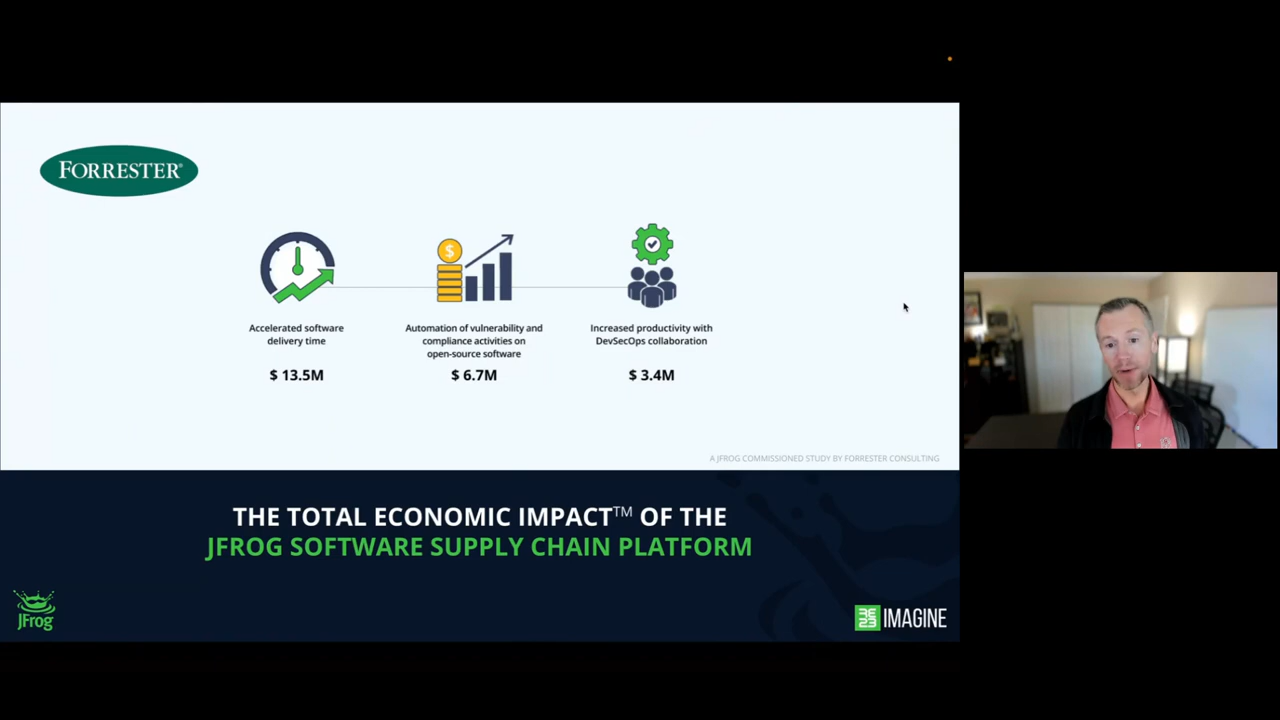 FORRESTER®
$
Accelerated software
delivery time
$ 13.5M
Automation of vulnerability and
compliance activities on
open-source software
$ 6.7M
Increased productivity with
DevSecOps collaboration
$ 3.4M
A JFROG COMMISSIONED STUDY BY FORRESTER CONSULTING
THE TOTAL ECONOMIC IMPACT™ OF THE
JFROG SOFTWARE SUPPLY CHAIN PLATFORM
JFrog
RE 23 IMAGINE